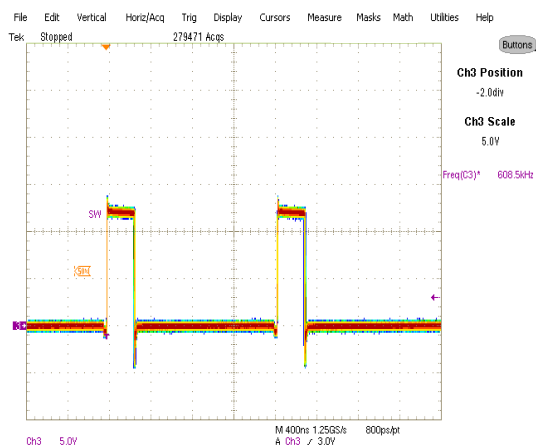 File Edit Vertical Horiz/Acq Trig Display Cursors Measure Masks Math Utilities Help
Tek Stopped 279471 Acqs
Buttons
Ch3 Position
-2.0div
Ch3 Scale
5.0V
Freq(C3)* 608.5kHz
SW
M 400ns 1.25GS/s 800ps/pt
Ch3 5.0V A Ch3 / 3.0V